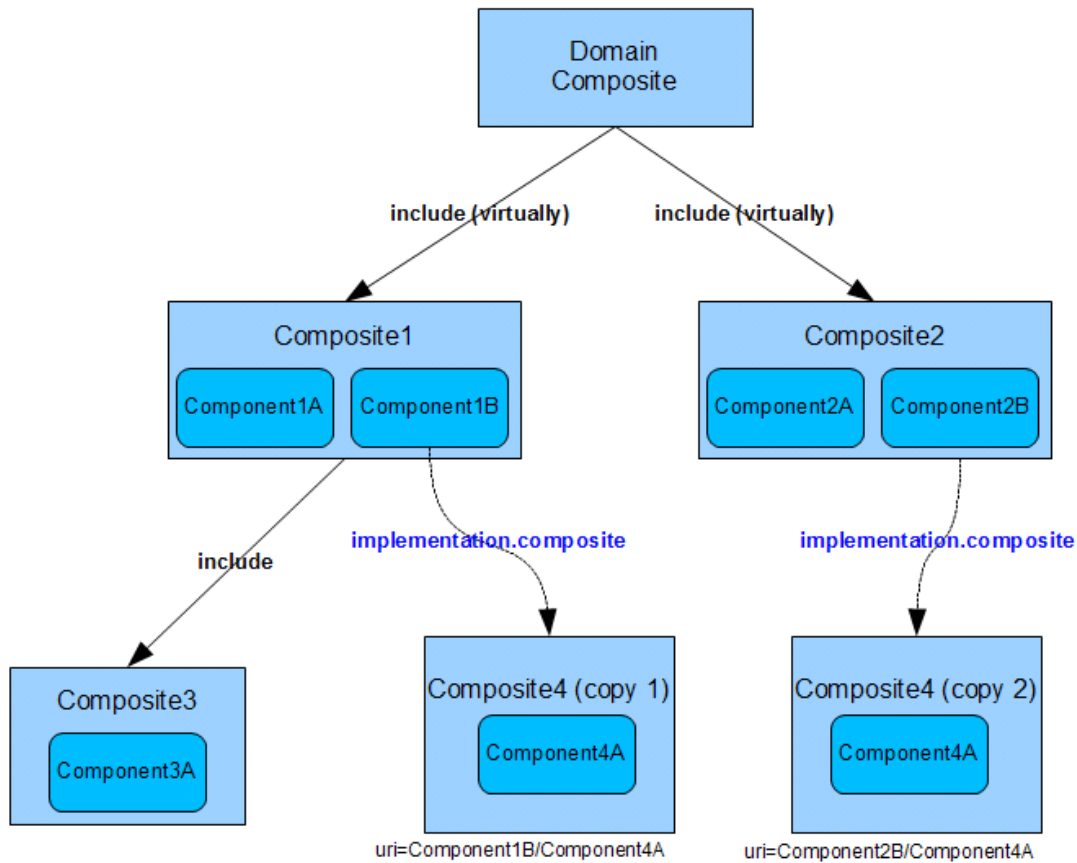 Domain
Composite
include (virtually)
include (virtually)
Composite1
Component1A
Component1B
Composite2
Component2A
Component2B
include
implementation.composite
implementation.composite
Composite3
Component3A
Composite4 (copy 1)
Component4A
uri=Component1B/Component4A
Composite4 (copy 2)
Component4A
uri=Component2B/Component4A